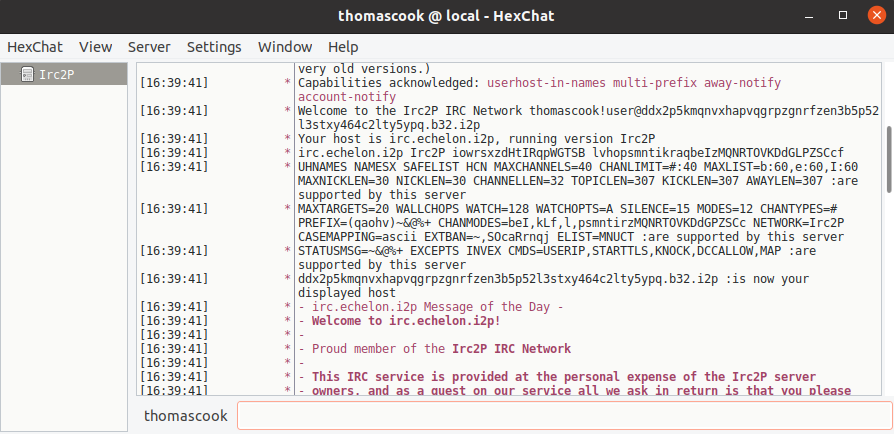 thomascook @ local - HexChat
HexChat View Server Settings Window Help
Irc2P
very old versions.)
[16:39:41] * Capabilities acknowledged: userhost-in-names multi-prefix away-notify
account-notify
[16:39:41] * Welcome to the Irc2P IRC Network thomascook!user@ddx2p5kmqnvxhapvqgrpzgnrfzen3b5p52
l3stxy464c2lty5ypq.b32.i2p
[16:39:41] * Your host is irc.echelon.i2p, running version Irc2P
[16:39:41] * irc.echelon.i2p Irc2P iowrsxzdHtIRqpWGTSB lvhopsmntikraqbeIzMQNRTOVKDdGLPZSCcf
[16:39:41] * UHNAMES NAMESX SAFELIST HCN MAXCHANNELS=40 CHANLIMIT=#:40 MAXLIST=b:60,e:60,I:60
MAXNICKLEN=30 NICKLEN=30 CHANNELLEN=32 TOPICLEN=307 KICKLEN=307 AWAYLEN=307 :are
supported by this server
[16:39:41] * MAXTARGETS=20 WALLCHOPS WATCH=128 WATCHOPTS=A SILENCE=15 MODES=12 CHANTYPES=#
PREFIX=(qaohv)~&@%+ CHANMODES=beI,kLf,l,psmntirzMQNRTOVKDdGPZSCc NETWORK=Irc2P
CASEMAPPING=ascii EXTBAN=~,SOcaRrnqj ELIST=MNUCT :are supported by this server
[16:39:41] * STATUSMSG=~&@%+ EXCEPTS INVEX CMDS=USERIP,STARTTLS,KNOCK,DCCALLOW,MAP :are
supported by this server
[16:39:41] * ddx2p5kmqnvxhapvqgrpzgnrfzen3b5p52l3stxy464c2lty5ypq.b32.i2p :is now your
displayed host
[16:39:41] * - irc.echelon.i2p Message of the Day -
[16:39:41] * - Welcome to irc.echelon.i2p!
[16:39:41] * -
[16:39:41] * - Proud member of the Irc2P IRC Network
[16:39:41] * -
[16:39:41] * - This IRC service is provided at the personal expense of the Irc2P server
[16:39:41] * - owners, and as a guest on our service all we ask in return is that you please
thomascook